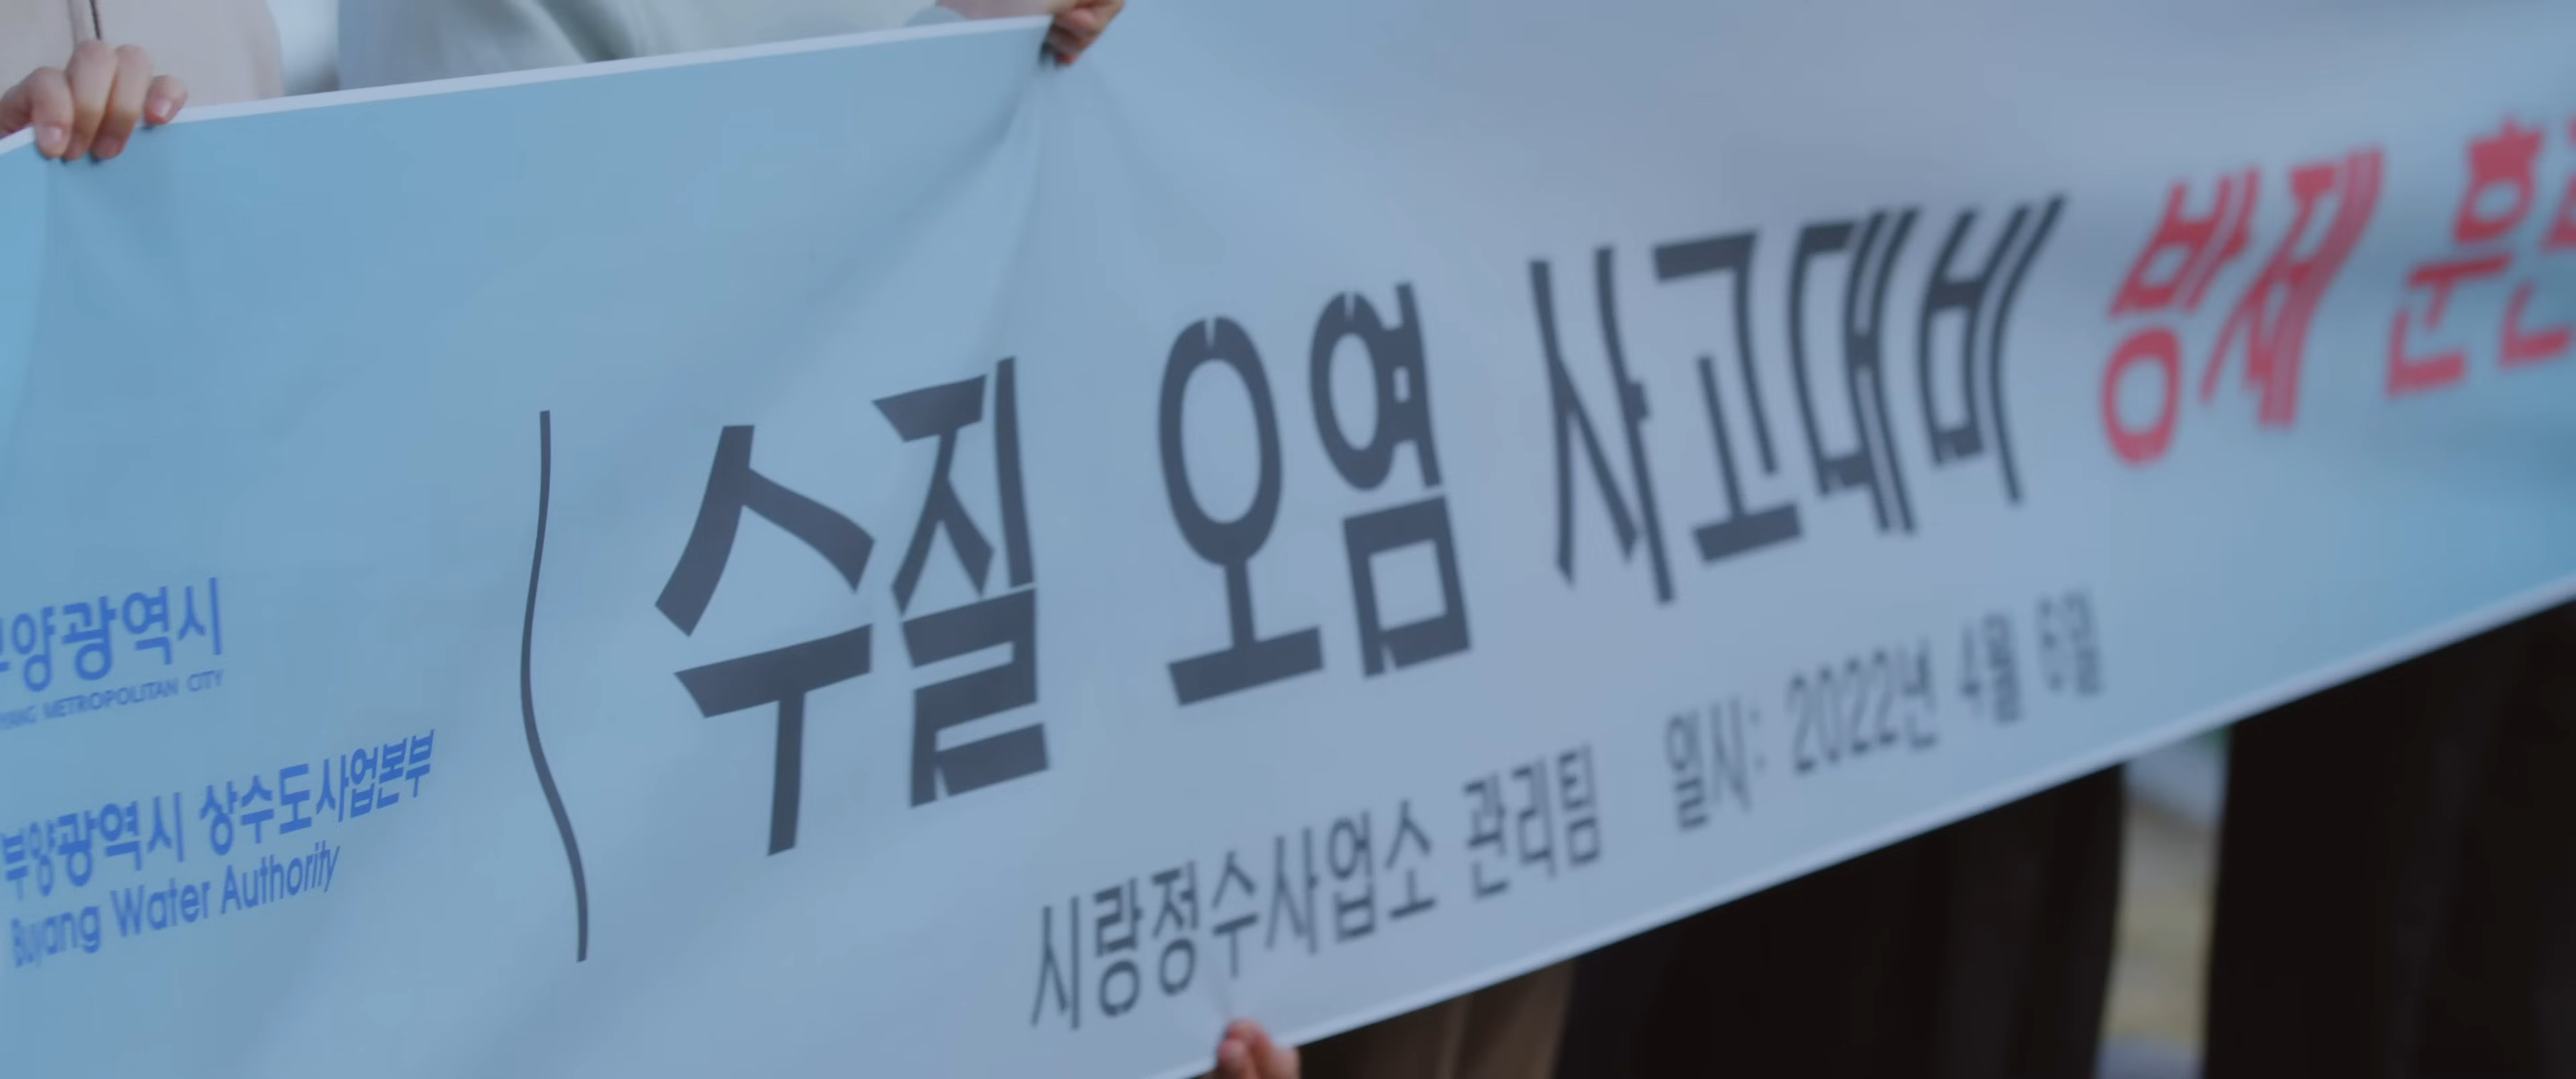 부양광역시
METROPOLITAN CITY
부양광역시 상수도사업본부
Buyang Water Authority
수질 오염 사고대비 방제
시랑정수사업소 관리팀 일시: 2022년 4월